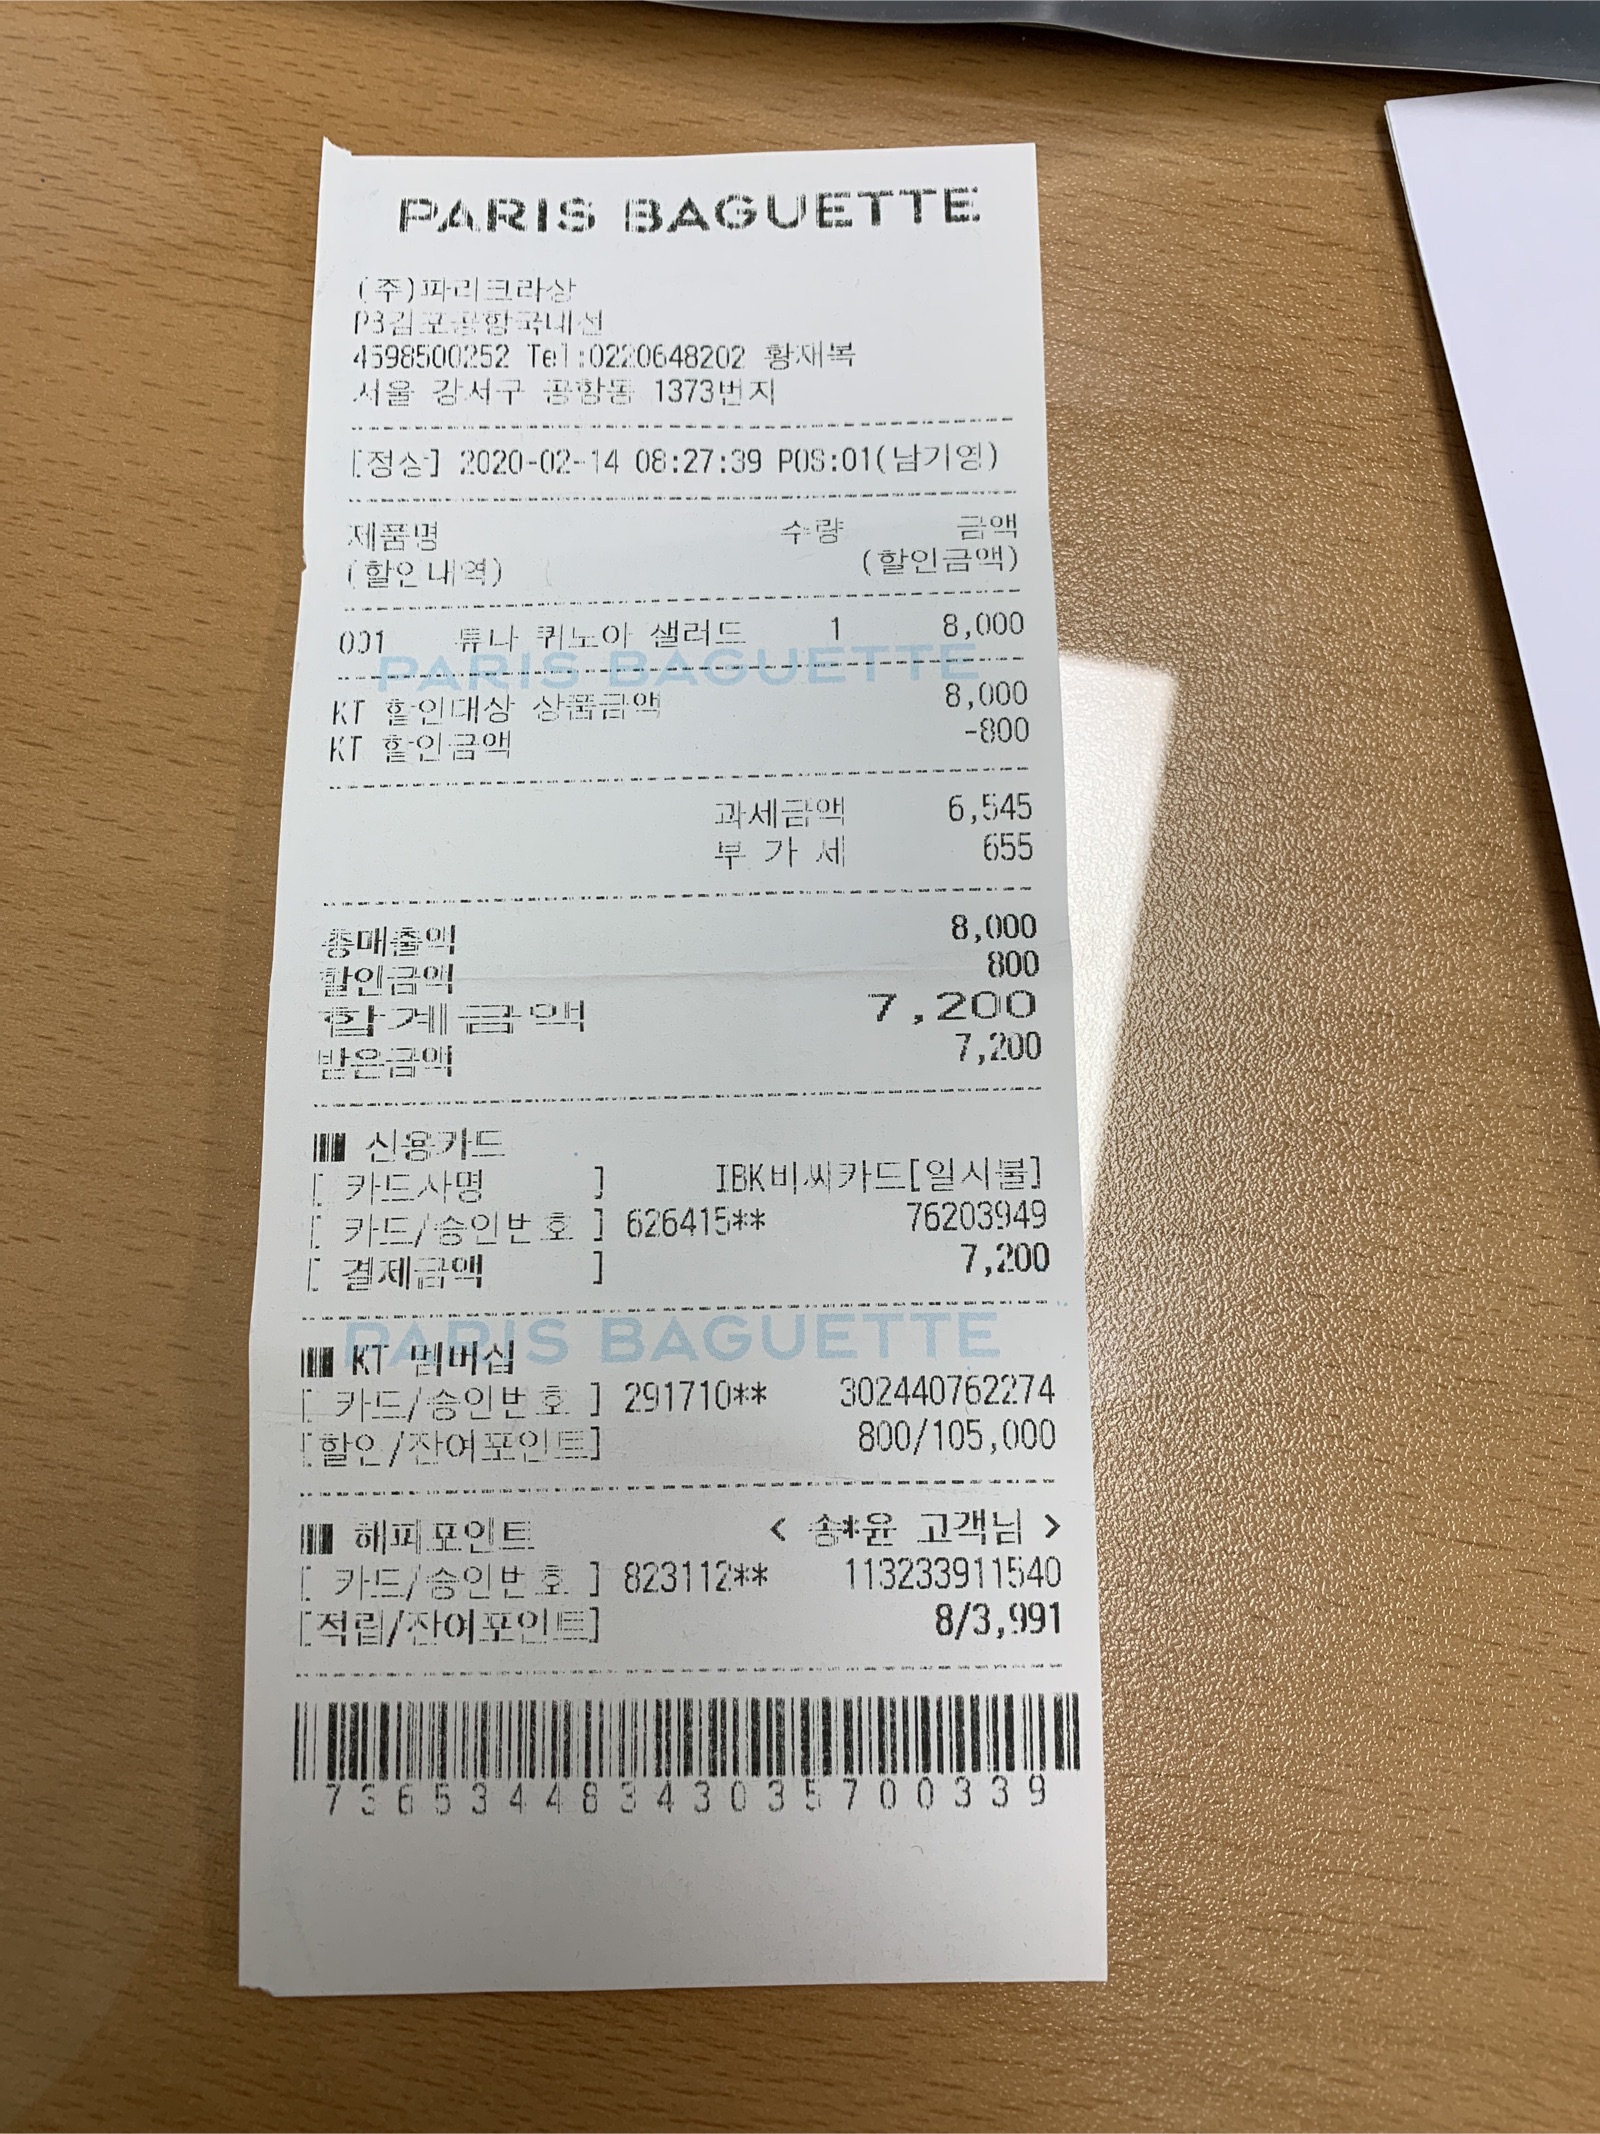 PARIS BAGUETTE
(주)파리크라상
PB김포공항국내선
4598500252 Tel:0220648202 황재복
서울 강서구 공항동 1373번지
[정상] 2020-02-14 08:27:39 POS:01(남기영)
제품명 수량 금액
(할인내역) (할인금액)
001 튜나 퀴노아 샐러드 1 8,000
PARIS BAGUETTE
KT 할인대상 상품금액 8,000
KT 할인금액 -800
과세금액 6,545
부 가 세 655
총매출액 8,000
할인금액 800
합계금액 7,200
받은금액 7,200
신용카드
[ 카드사명 ] IBK비씨카드[일시불]
[ 카드/승인번호 ] 626415** 76203949
[ 결제금액 ] 7,200
PARIS BAGUETTE
KT 멤버십
[ 카드/승인번호 ] 291710** 302440762274
[할인/잔여포인트] 800/105,000
해피포인트 < 송*윤 고객님 >
[ 카드/승인번호 ] 823112** 113233911540
[적립/잔여포인트] 8/3,991
73653448343035700339